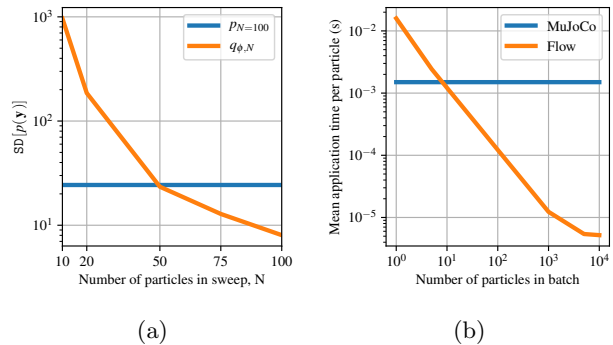 10³
10²
10¹
SD[p(y)]
p_{N=100}
q_{ϕ,N}
10 20 50 75 100
Number of particles in sweep, N
(a)
10⁻²
10⁻³
10⁻⁴
10⁻⁵
Mean application time per particle (s)
MuJoCo
Flow
10⁰ 10¹ 10² 10³ 10⁴
Number of particles in batch
(b)